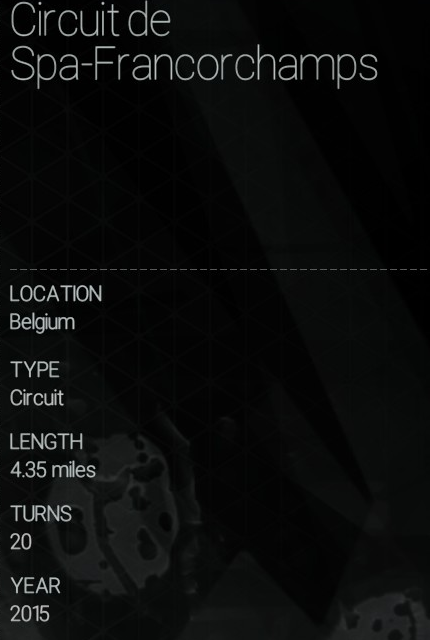 Circuit de
Spa-Francorchamps
LOCATION
Belgium
TYPE
Circuit
LENGTH
4.35 miles
TURNS
20
YEAR
2015